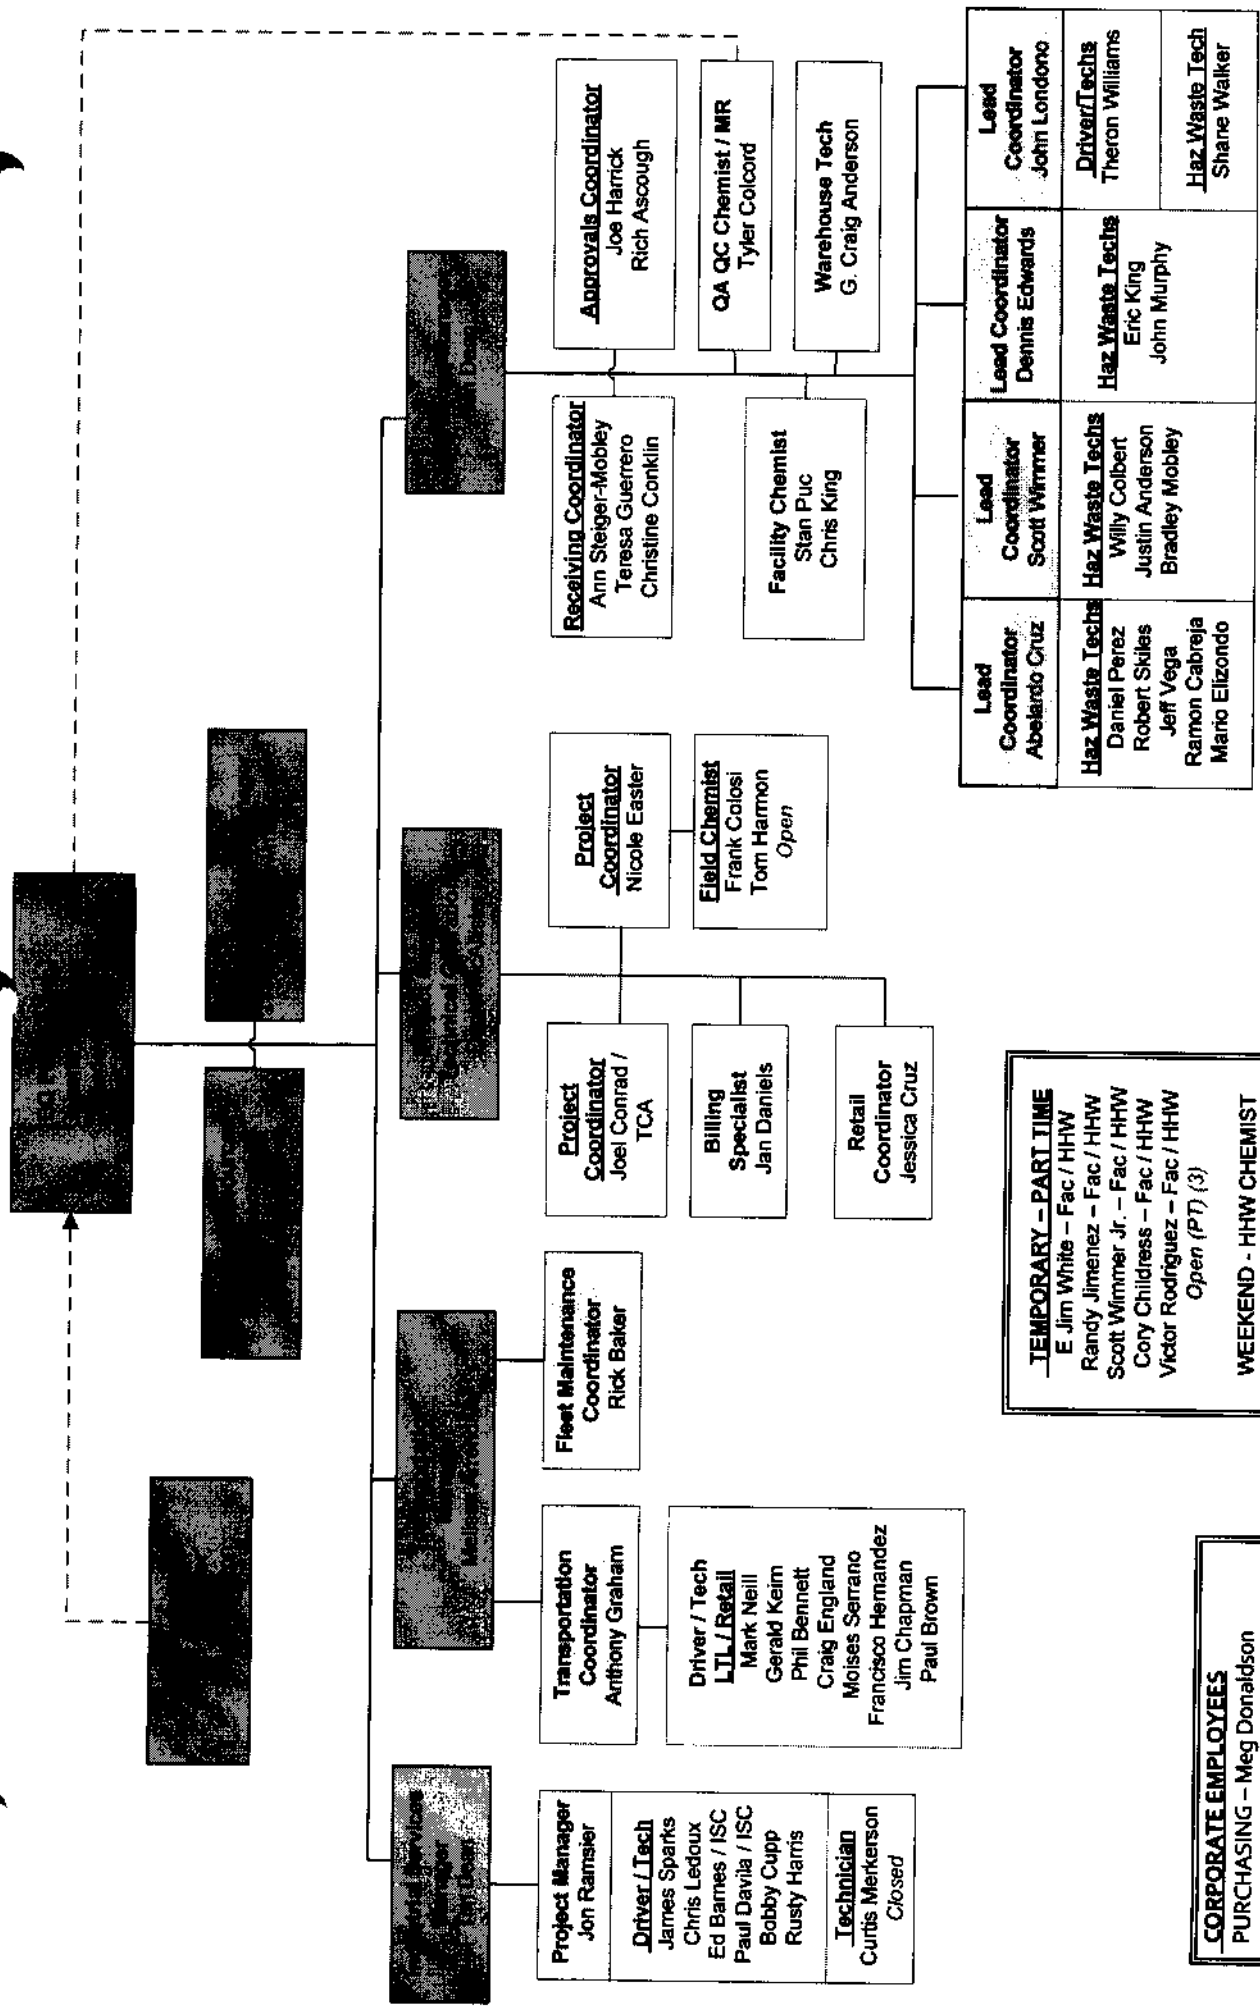 Project Manager
Jon Ramsier
Driver / Tech
James Sparks
Chris Ledoux
Ed Barnes / ISC
Paul Davila / ISC
Bobby Cupp
Rusty Harris
Technician
Curtis Merkerson
Closed
Transportation
Coordinator
Anthony Graham
Driver / Tech
LTL / Retail
Mark Neill
Gerald Keim
Phil Bennett
Craig England
Moises Serrano
Francisco Hernandez
Jim Chapman
Paul Brown
Fleet Maintenance
Coordinator
Rick Baker
Project
Coordinator
Joel Conrad /
TCA
Billing
Specialist
Jan Daniels
Retail
Coordinator
Jessica Cruz
Project
Coordinator
Nicole Easter
Field Chemist
Frank Colosi
Tom Harmon
Open
Receiving Coordinator
Ann Steiger-Mobley
Teresa Guerrero
Christine Conklin
Facility Chemist
Stan Puc
Chris King
Approvals Coordinator
Joe Harrick
Rich Ascough
QA QC Chemist / MR
Tyler Colcord
Warehouse Tech
G. Craig Anderson
Lead
Coordinator
Abelardo Cruz
Haz Waste Techs
Daniel Perez
Robert Skiles
Jeff Vega
Ramon Cabreja
Mario Elizondo
Lead
Coordinator
Scott Wimmer
Haz Waste Techs
Willy Colbert
Justin Anderson
Bradley Mobley
Lead Coordinator
Dennis Edwards
Haz Waste Techs
Eric King
John Murphy
Lead
Coordinator
John Londono
Driver/Techs
Theron Williams
Haz Waste Tech
Shane Walker
TEMPORARY – PART TIME
E Jim White – Fac / HHW
Randy Jimenez – Fac / HHW
Scott Wimmer Jr. – Fac / HHW
Cory Childress – Fac / HHW
Victor Rodriguez – Fac / HHW
Open (PT) (3)
WEEKEND - HHW CHEMIST
CORPORATE EMPLOYEES
PURCHASING – Meg Donaldson